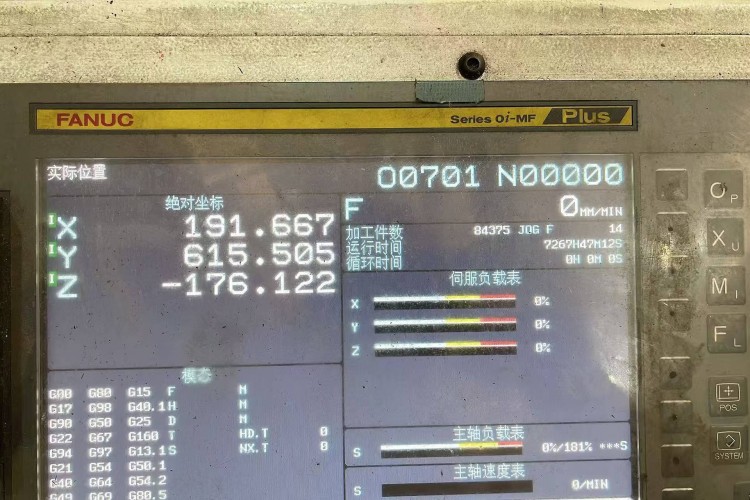 FANUC Series 0i-MF Plus
实际位置 O0701 N00000
绝对坐标
I X 191.667
I Y 615.505
I Z -176.122
F 0 MM/MIN
加工件数 84375 JOG F 14
运行时间 7267H47M12S
循环时间 0H 0M 0S
伺服负载表
X 0%
Y 0%
Z 0%
模态
G00 G80 G15 F M
G17 G98 G40.1 H M
G90 G50 G25 D M
G22 G67 G160 T HD.T 0
G94 G97 G13.1 S NX.T 0
G21 G54 G50.1
G40 G64 G54.2
G49 G69 G80.5
主轴负载表
S 0%/181% ***S
主轴速度表
S 0/MIN
O P
X U
M I
F L
POS
SYSTEM